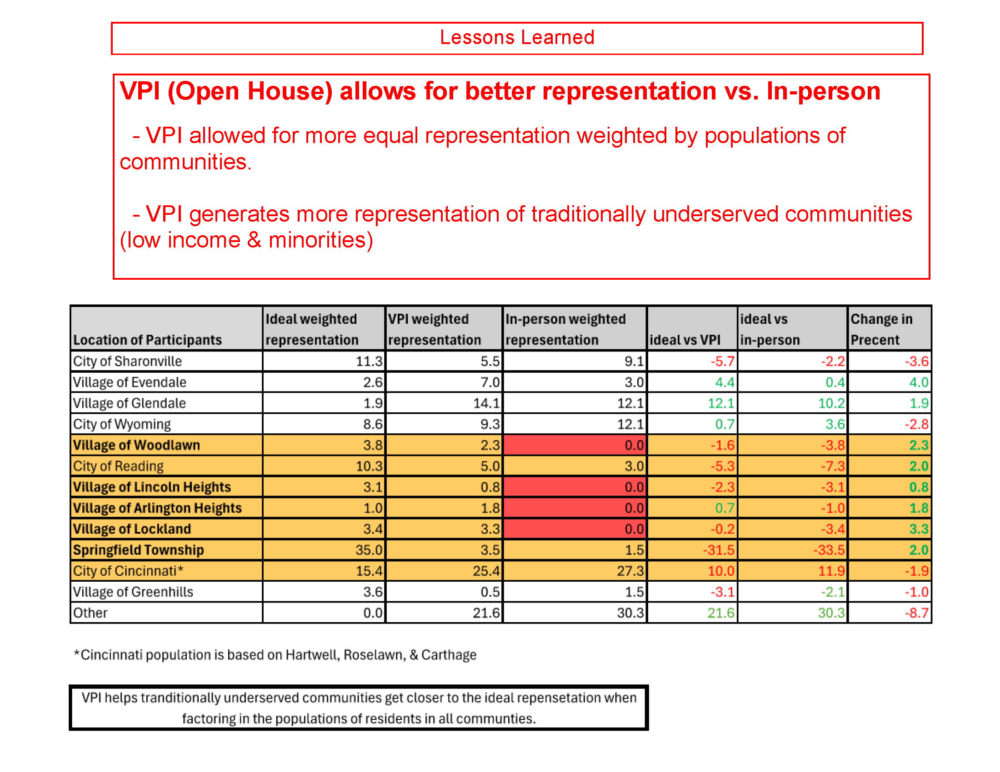 Lessons Learned
VPI (Open House) allows for better representation vs. In-person
- VPI allowed for more equal representation weighted by populations of
communities.
- VPI generates more representation of traditionally underserved communities
(low income & minorities)
Location of Participants Ideal weighted representation VPI weighted representation In-person weighted representation ideal vs VPI ideal vs in-person Change in Precent
City of Sharonville 11.3 5.5 9.1 -5.7 -2.2 -3.6
Village of Evendale 2.6 7.0 3.0 4.4 0.4 4.0
Village of Glendale 1.9 14.1 12.1 12.1 10.2 1.9
City of Wyoming 8.6 9.3 12.1 0.7 3.6 -2.8
Village of Woodlawn 3.8 2.3 0.0 -1.6 -3.8 2.3
City of Reading 10.3 5.0 3.0 -5.3 -7.3 2.0
Village of Lincoln Heights 3.1 0.8 0.0 -2.3 -3.1 0.8
Village of Arlington Heights 1.0 1.8 0.0 0.7 -1.0 1.8
Village of Lockland 3.4 3.3 0.0 -0.2 -3.4 3.3
Springfield Township 35.0 3.5 1.5 -31.5 -33.5 2.0
City of Cincinnati* 15.4 25.4 27.3 10.0 11.9 -1.9
Village of Greenhills 3.6 0.5 1.5 -3.1 -2.1 -1.0
Other 0.0 21.6 30.3 21.6 30.3 -8.7
*Cincinnati population is based on Hartwell, Roselawn, & Carthage
VPI helps tranditionally underserved communities get closer to the ideal repensetation when
factoring in the populations of residents in all communties.